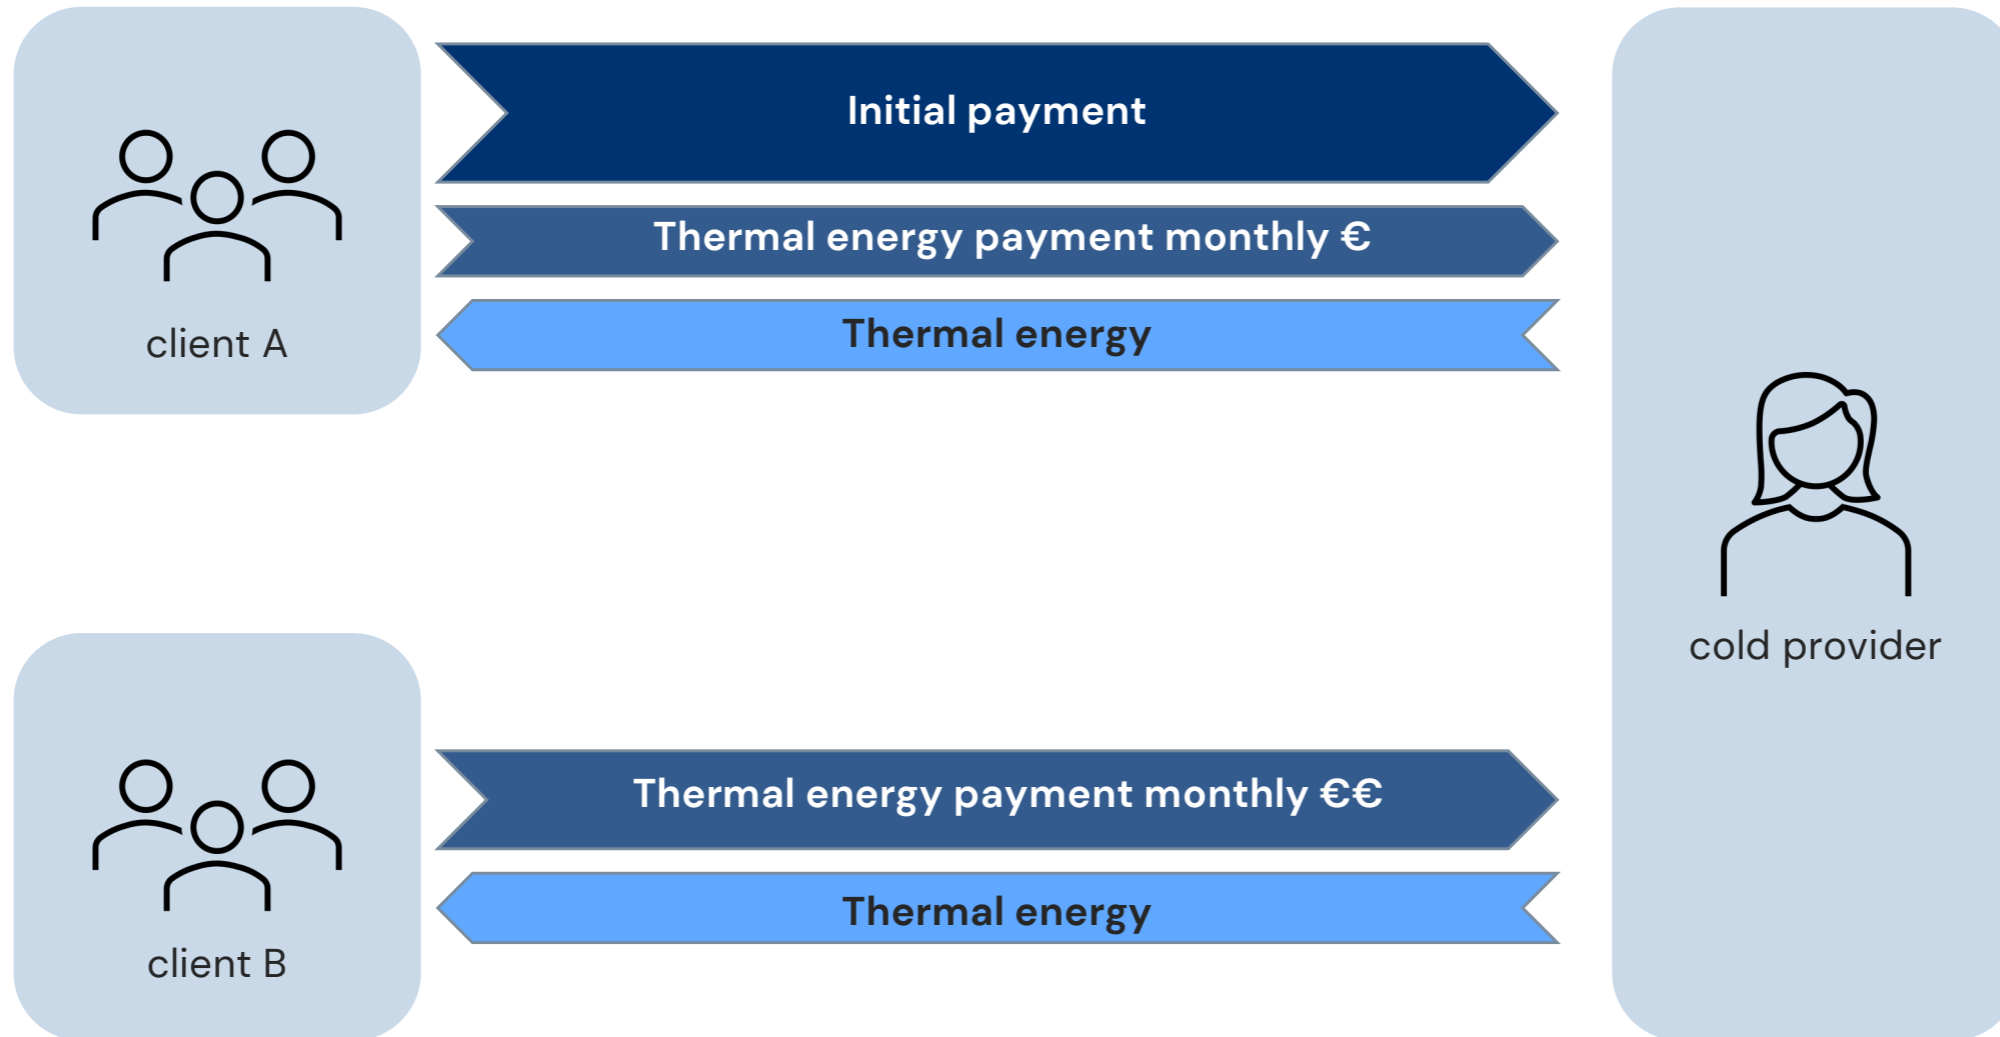 Initial payment
Thermal energy payment monthly €
Thermal energy
client A
cold provider
Thermal energy payment monthly €€
Thermal energy
client B